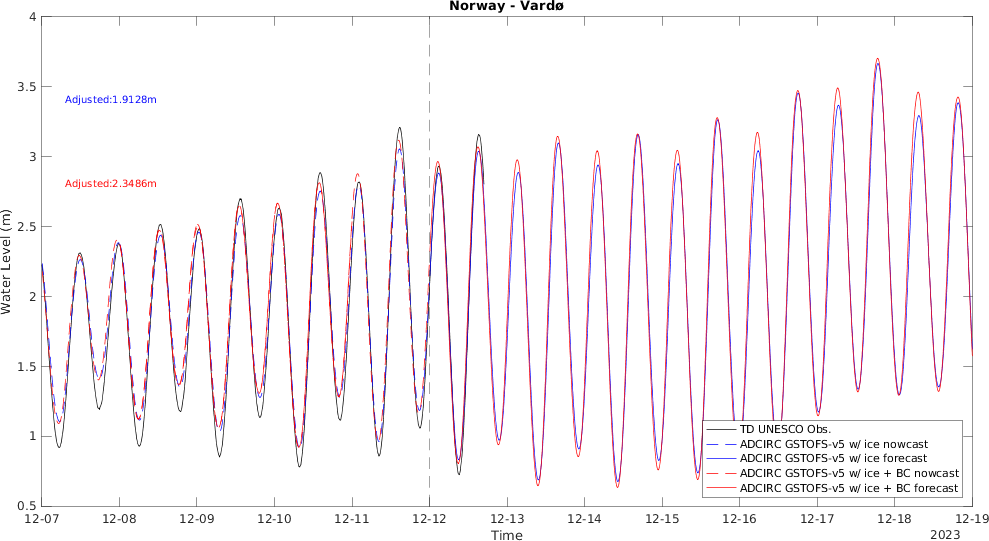 Norway - Vardø
4
3.5
3
2.5
2
1.5
1
0.5
Water Level (m)
Adjusted:1.9128m
Adjusted:2.3486m
TD UNESCO Obs.
ADCIRC GSTOFS-v5 w/ ice nowcast
ADCIRC GSTOFS-v5 w/ ice forecast
ADCIRC GSTOFS-v5 w/ ice + BC nowcast
ADCIRC GSTOFS-v5 w/ ice + BC forecast
12-07 12-08 12-09 12-10 12-11 12-12 12-13 12-14 12-15 12-16 12-17 12-18 12-19
Time
2023